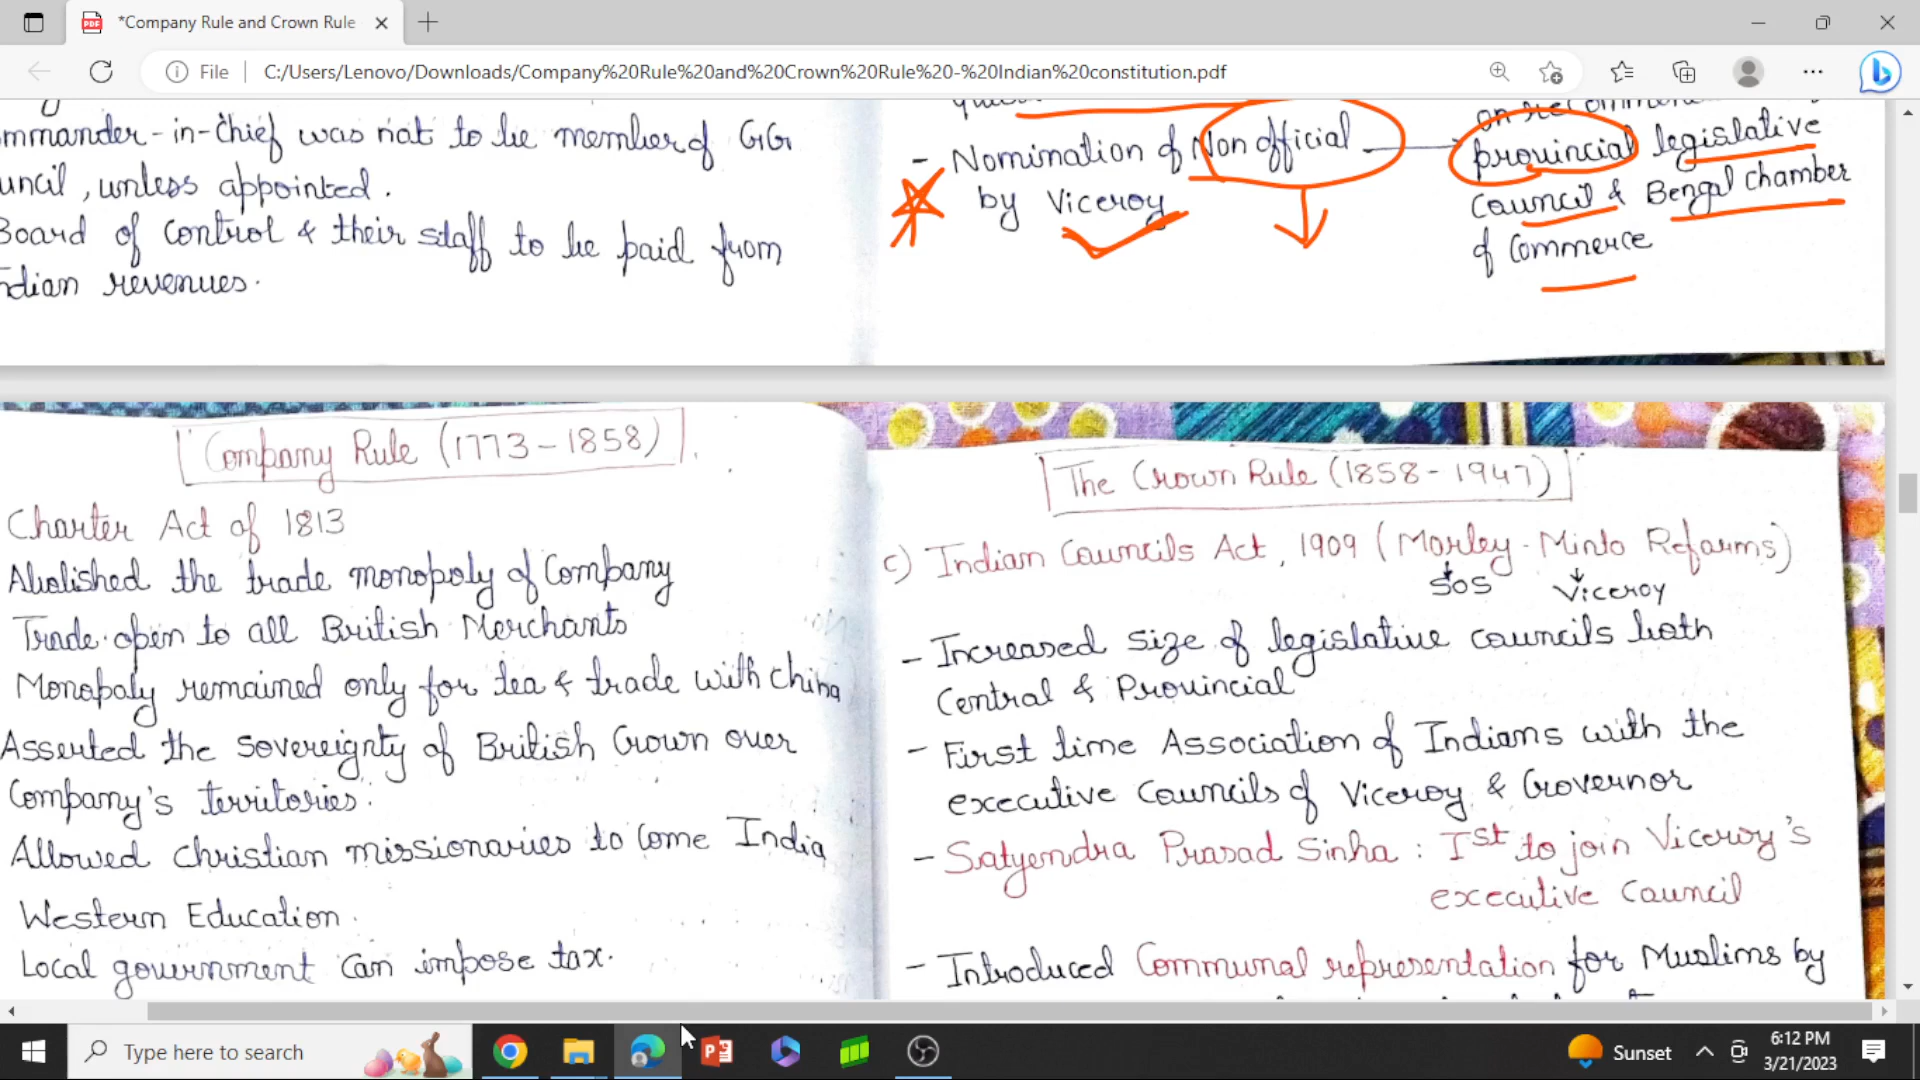 *Company Rule and Crown Rule
File
C:/Users/Lenovo/Downloads/Company%20Rule%20and%20Crown%20Rule%20-%20Indian%20constitution.pdf
mmander-in-Chief was not to be member of GG
uncil, unless appointed.
Board of Control & their staff to be paid from
ndian revenues.
- Nomination of Non official
by Viceroy
provincial legislative
Council & Bengal chamber
of Commerce
Company Rule (1773-1858)
Charter Act of 1813
Abolished the trade monopoly of Company
Trade open to all British Merchants
Monopoly remained only for tea & trade with China
Asserted the sovereignty of British Crown over
Company's territories.
Allowed christian missionaries to come India
Western Education.
Local government can impose tax.
The Crown Rule (1858-1947)
c) Indian Councils Act, 1909 (Morley-Minto Reforms)
SOS Viceroy
- Increased size of legislative councils both
Central & Provincial
- First time Association of Indians with the
executive Councils of Viceroy & Governor
- Satyendra Prasad Sinha : Ist to join Viceroy's
executive council
- Introduced Communal representation for Muslims by
Type here to search
Sunset
6:12 PM
3/21/2023